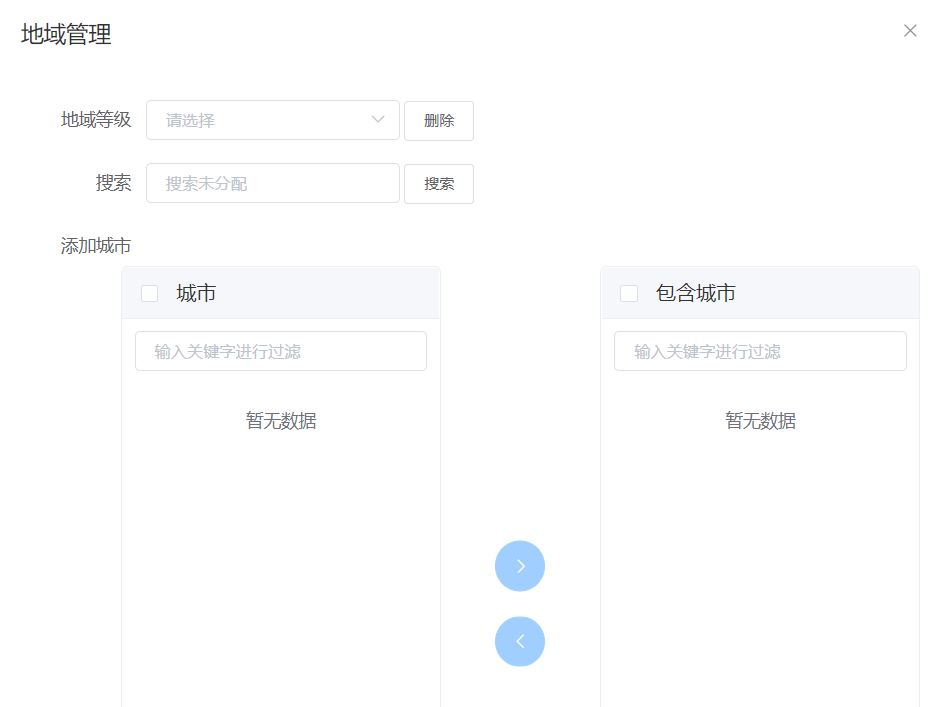 地域管理
地域等级 请选择 删除
搜索 搜索未分配 搜索
添加城市
城市 包含城市
输入关键字进行过滤 输入关键字进行过滤
暂无数据 暂无数据